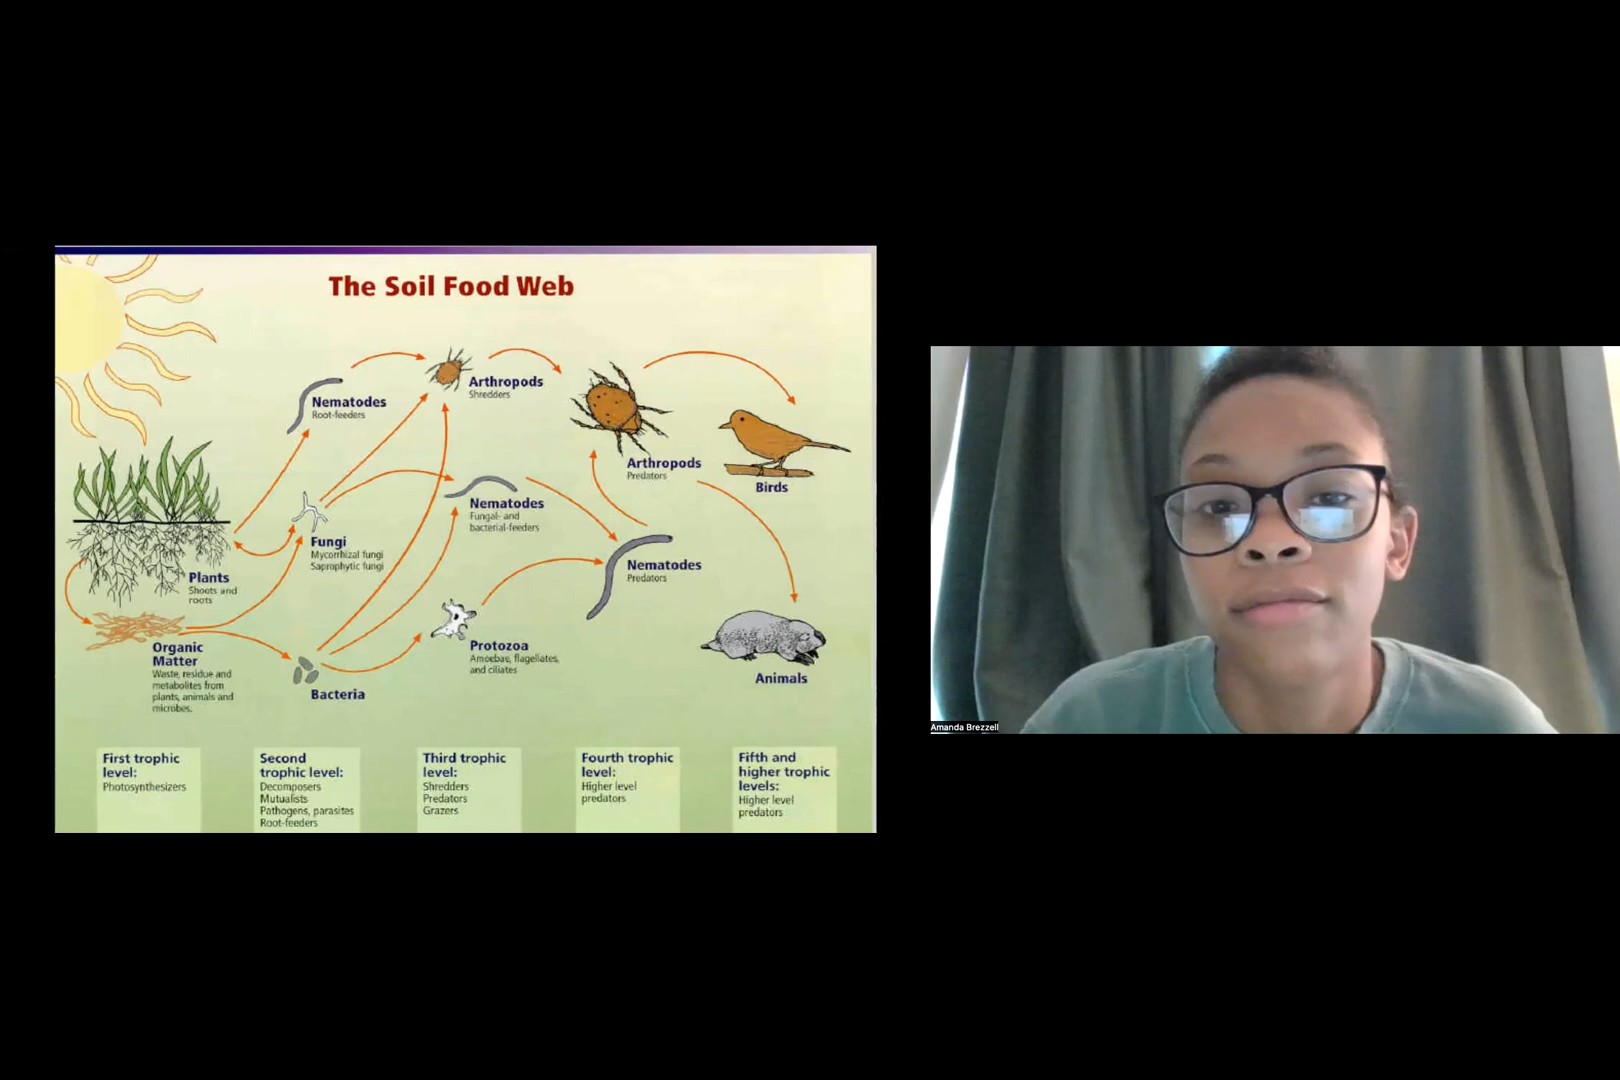 The Soil Food Web
Nematodes
Root-feeders
Arthropods
Shredders
Arthropods
Predators
Birds
Nematodes
Fungal- and
bacterial-feeders
Fungi
Mycorrhizal fungi
Saprophytic fungi
Plants
Shoots and
roots
Nematodes
Predators
Organic
Matter
Waste, residue and
metabolites from
plants, animals and
microbes.
Bacteria
Protozoa
Amoebae, flagellates,
and ciliates
Animals
First trophic
level:
Photosynthesizers
Second
trophic level:
Decomposers
Mutualists
Pathogens, parasites
Root-feeders
Third trophic
level:
Shredders
Predators
Grazers
Fourth trophic
level:
Higher level
predators
Fifth and
higher trophic
levels:
Higher level
predators
Amanda Brezzell